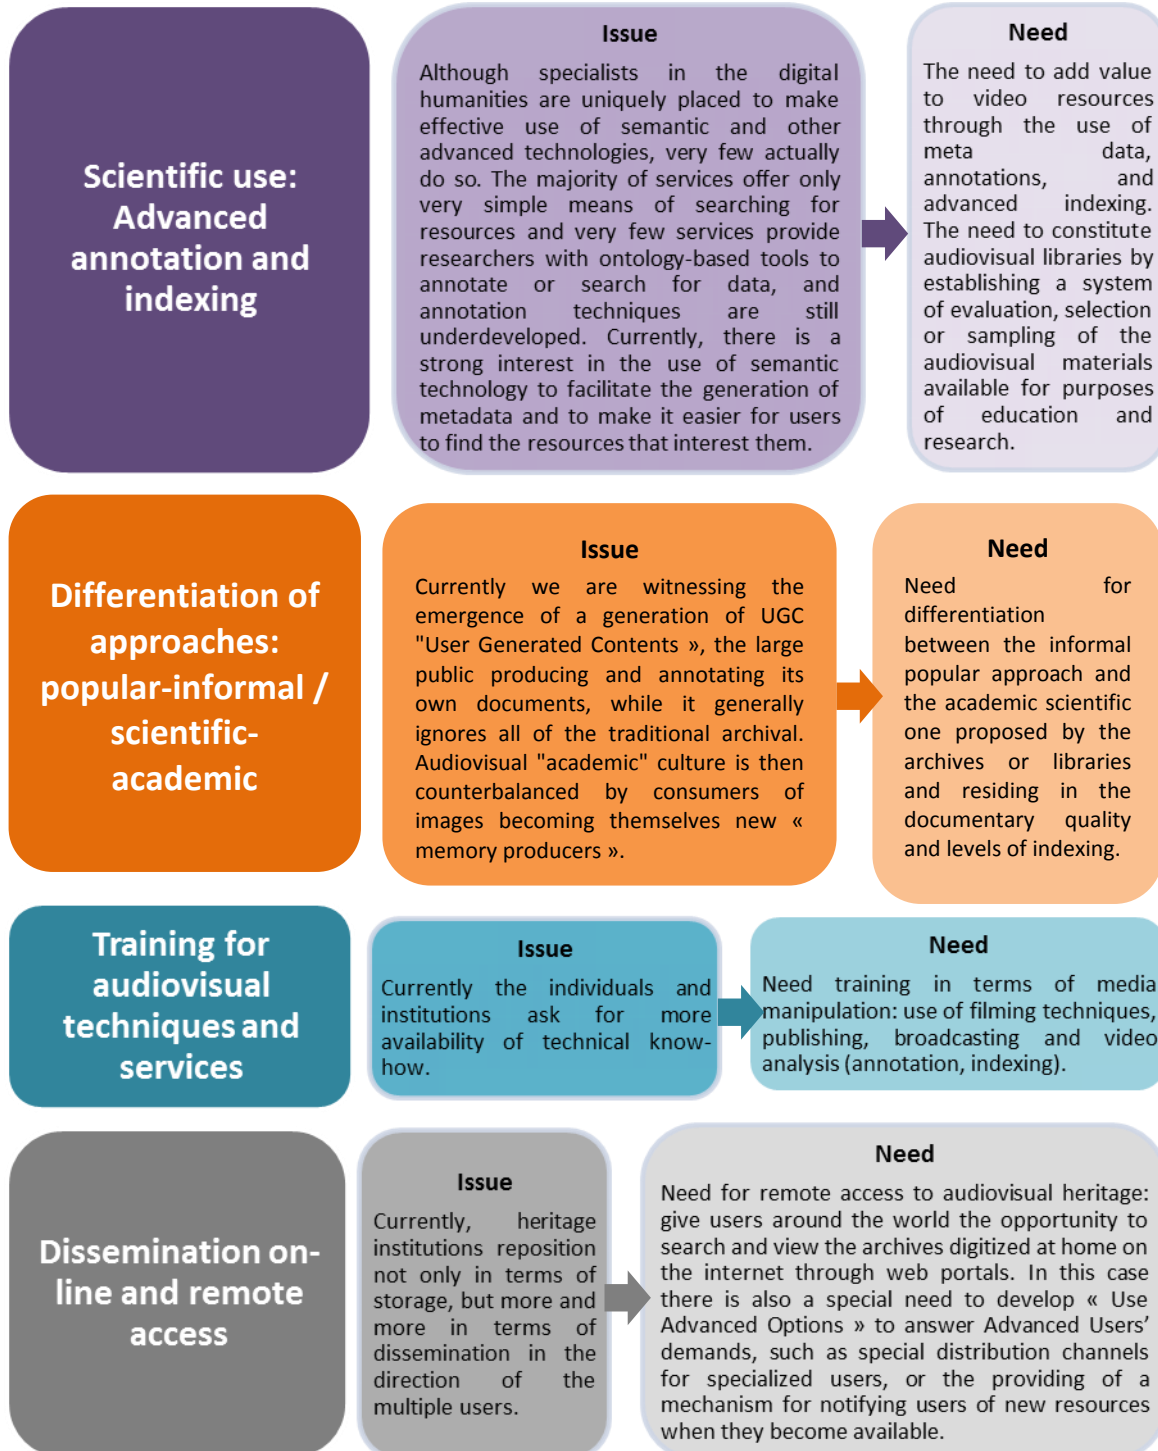 Scientific use:
Advanced
annotation and
indexing
Issue
Although specialists in the digital
humanities are uniquely placed to make
effective use of semantic and other
advanced technologies, very few actually
do so. The majority of services offer only
very simple means of searching for
resources and very few services provide
researchers with ontology-based tools to
annotate or search for data, and
annotation techniques are still
underdeveloped. Currently, there is a
strong interest in the use of semantic
technology to facilitate the generation of
metadata and to make it easier for users
to find the resources that interest them.
Need
The need to add value
to video resources
through the use of
meta data,
annotations, and
advanced indexing.
The need to constitute
audiovisual libraries by
establishing a system
of evaluation, selection
or sampling of the
audiovisual materials
available for purposes
of education and
research.
Differentiation of
approaches:
popular-informal /
scientific-
academic
Issue
Currently we are witnessing the
emergence of a generation of UGC
"User Generated Contents », the large
public producing and annotating its
own documents, while it generally
ignores all of the traditional archival.
Audiovisual "academic" culture is then
counterbalanced by consumers of
images becoming themselves new «
memory producers ».
Need
Need for
differentiation
between the informal
popular approach and
the academic scientific
one proposed by the
archives or libraries
and residing in the
documentary quality
and levels of indexing.
Training for
audiovisual
techniques and
services
Issue
Currently the individuals and
institutions ask for more
availability of technical know-
how.
Need
Need training in terms of media
manipulation: use of filming techniques,
publishing, broadcasting and video
analysis (annotation, indexing).
Dissemination on-
line and remote
access
Issue
Currently, heritage
institutions reposition
not only in terms of
storage, but more and
more in terms of
dissemination in the
direction of the
multiple users.
Need
Need for remote access to audiovisual heritage:
give users around the world the opportunity to
search and view the archives digitized at home on
the internet through web portals. In this case
there is also a special need to develop « Use
Advanced Options » to answer Advanced Users’
demands, such as special distribution channels
for specialized users, or the providing of a
mechanism for notifying users of new resources
when they become available.